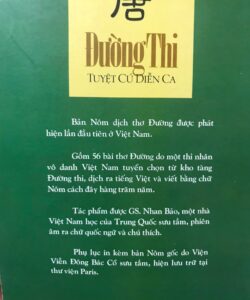 唐
Đường Thi
TUYỆT CÚ DIỄN CA
Bản Nôm dịch thơ Đường được phát
hiện lần đầu tiên ở Việt Nam.
Gồm 56 bài thơ Đường do một thi nhân
vô danh Việt Nam tuyển chọn từ kho tàng
Đường thi, dịch ra tiếng Việt và viết bằng chữ
Nôm cách đây hàng trăm năm.
Tác phẩm được GS. Nhan Bảo, một nhà
Việt Nam học của Trung Quốc sưu tầm, phiên
âm ra chữ quốc ngữ và chú thích.
Phụ lục in kèm bản Nôm gốc do Viện
Viễn Đông Bác Cổ sưu tầm, hiện lưu trữ tại
thư viện Paris.